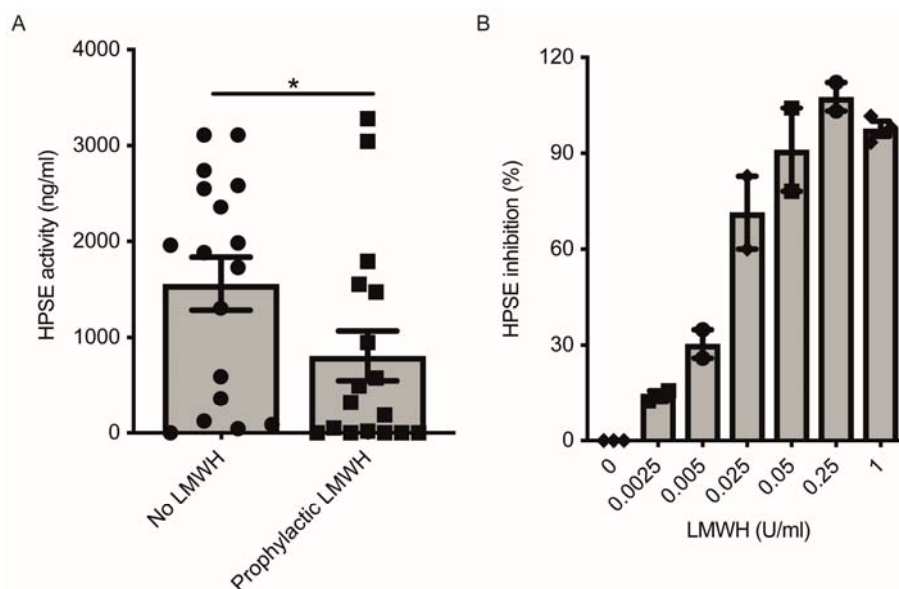 A
HPSE activity (ng/ml)
4000
3000
2000
1000
0
*
No LMWH
Prophylactic LMWH
B
HPSE inhibition (%)
120
90
60
30
0
0
0.0025
0.005
0.025
0.05
0.25
1
LMWH (U/ml)